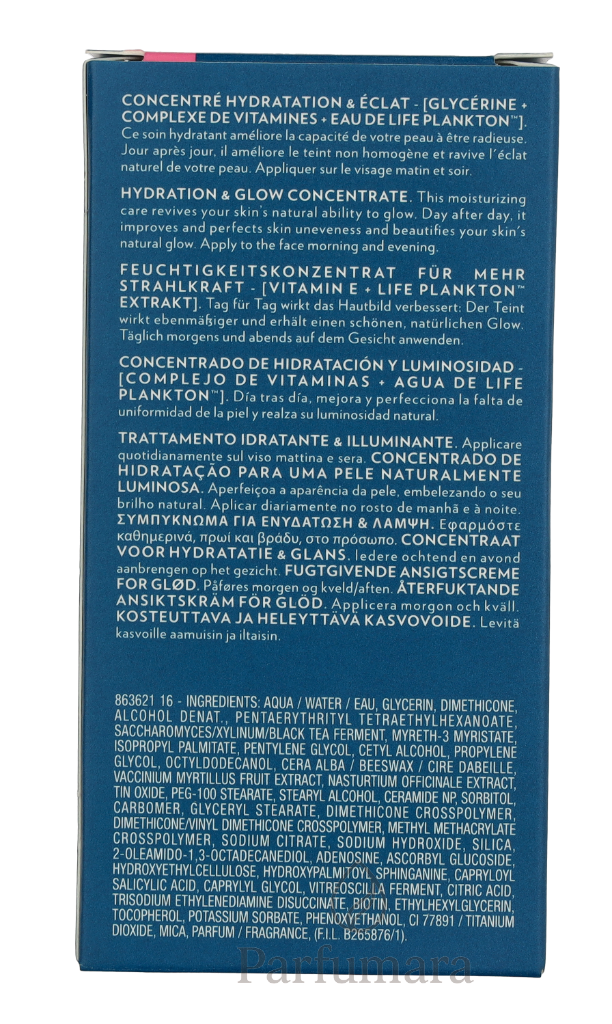 CONCENTRÉ HYDRATATION & ÉCLAT - [GLYCÉRINE +
COMPLEXE DE VITAMINES + EAU DE LIFE PLANKTON™].
Ce soin hydratant améliore la capacité de votre peau à être radieuse.
Jour après jour, il améliore le teint non homogène et ravive l'éclat
naturel de votre peau. Appliquer sur le visage matin et soir.
HYDRATION & GLOW CONCENTRATE. This moisturizing
care revives your skin's natural ability to glow. Day after day, it
improves and perfects skin uneveness and beautifies your skin's
natural glow. Apply to the face morning and evening.
FEUCHTIGKEITSKONZENTRAT FÜR MEHR
STRAHLKRAFT - [VITAMIN E + LIFE PLANKTON™
EXTRAKT]. Tag für Tag wirkt das Hautbild verbessert: Der Teint
wirkt ebenmäßiger und erhält einen schönen, natürlichen Glow.
Täglich morgens und abends auf dem Gesicht anwenden.
CONCENTRADO DE HIDRATACIÓN Y LUMINOSIDAD -
[COMPLEJO DE VITAMINAS + AGUA DE LIFE
PLANKTON™]. Día tras día, mejora y perfecciona la falta de
uniformidad de la piel y realza su luminosidad natural.
TRATTAMENTO IDRATANTE & ILLUMINANTE. Applicare
quotidianamente sul viso mattina e sera. CONCENTRADO DE
HIDRATAÇÃO PARA UMA PELE NATURALMENTE
LUMINOSA. Aperfeiçoa a aparência da pele, embelezando o seu
brilho natural. Aplicar diariamente no rosto de manhã e à noite.
ΣΥΜΠΥΚΝΩΜΑ ΓΙΑ ΕΝΥΔΑΤΩΣΗ & ΛΑΜΨΗ. Εφαρμόστε
καθημερινά, πρωί και βράδυ, στο πρόσωπο. CONCENTRAAT
VOOR HYDRATATIE & GLANS. Iedere ochtend en avond
aanbrengen op het gezicht. FUGTGIVENDE ANSIGTSCREME
FOR GLØD. Påføres morgen og kveld/aften. ÅTERFUKTANDE
ANSIKTSKRÄM FÖR GLÖD. Applicera morgon och kväll.
KOSTEUTTAVA JA HELEYTTÄVÄ KASVOVOIDE. Levitä
kasvoille aamuisin ja iltaisin.
863621 16 - INGREDIENTS: AQUA / WATER / EAU, GLYCERIN, DIMETHICONE,
ALCOHOL DENAT., PENTAERYTHRITYL TETRAETHYLHEXANOATE,
SACCHAROMYCES/XYLINUM/BLACK TEA FERMENT, MYRETH-3 MYRISTATE,
ISOPROPYL PALMITATE, PENTYLENE GLYCOL, CETYL ALCOHOL, PROPYLENE
GLYCOL, OCTYLDODECANOL, CERA ALBA / BEESWAX / CIRE DABEILLE,
VACCINIUM MYRTILLUS FRUIT EXTRACT, NASTURTIUM OFFICINALE EXTRACT,
TIN OXIDE, PEG-100 STEARATE, STEARYL ALCOHOL, CERAMIDE NP, SORBITOL,
CARBOMER, GLYCERYL STEARATE, DIMETHICONE CROSSPOLYMER,
DIMETHICONE/VINYL DIMETHICONE CROSSPOLYMER, METHYL METHACRYLATE
CROSSPOLYMER, SODIUM CITRATE, SODIUM HYDROXIDE, SILICA,
2-OLEAMIDO-1,3-OCTADECANEDIOL, ADENOSINE, ASCORBYL GLUCOSIDE,
HYDROXYETHYLCELLULOSE, HYDROXYPALMITOYL SPHINGANINE, CAPRYLOYL
SALICYLIC ACID, CAPRYLYL GLYCOL, VITREOSCILLA FERMENT, CITRIC ACID,
TRISODIUM ETHYLENEDIAMINE DISUCCINATE, BIOTIN, ETHYLHEXYLGLYCERIN,
TOCOPHEROL, POTASSIUM SORBATE, PHENOXYETHANOL, CI 77891 / TITANIUM
DIOXIDE, MICA, PARFUM / FRAGRANCE, (F.I.L. B265876/1).
Parfumara